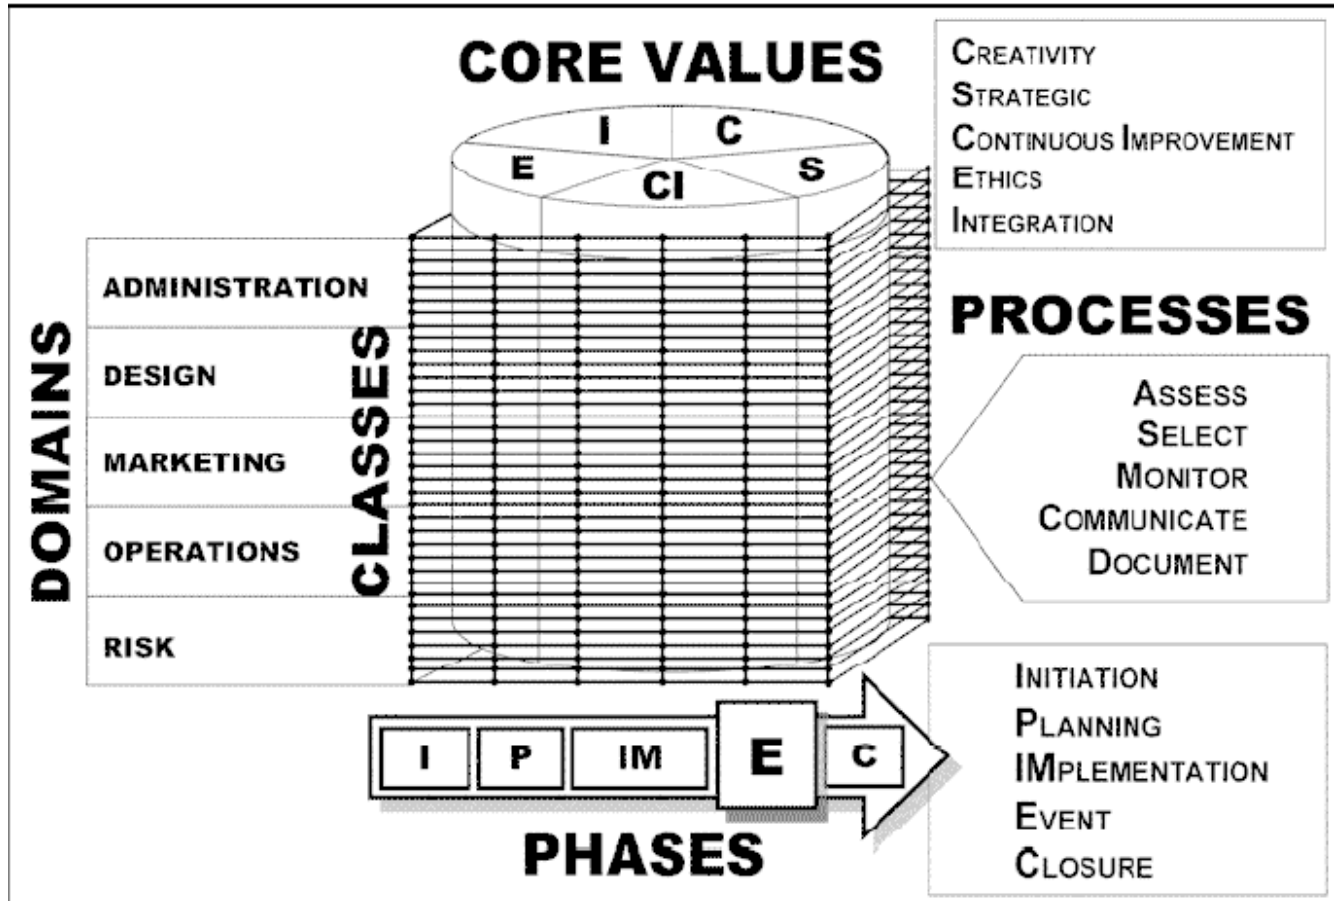 CORE VALUES
I
C
E
CI
S
CREATIVITY
STRATEGIC
CONTINUOUS IMPROVEMENT
ETHICS
INTEGRATION
DOMAINS
ADMINISTRATION
DESIGN
MARKETING
OPERATIONS
RISK
CLASSES
PROCESSES
ASSESS
SELECT
MONITOR
COMMUNICATE
DOCUMENT
I
P
IM
E
C
PHASES
INITIATION
PLANNING
IMPLEMENTATION
EVENT
CLOSURE